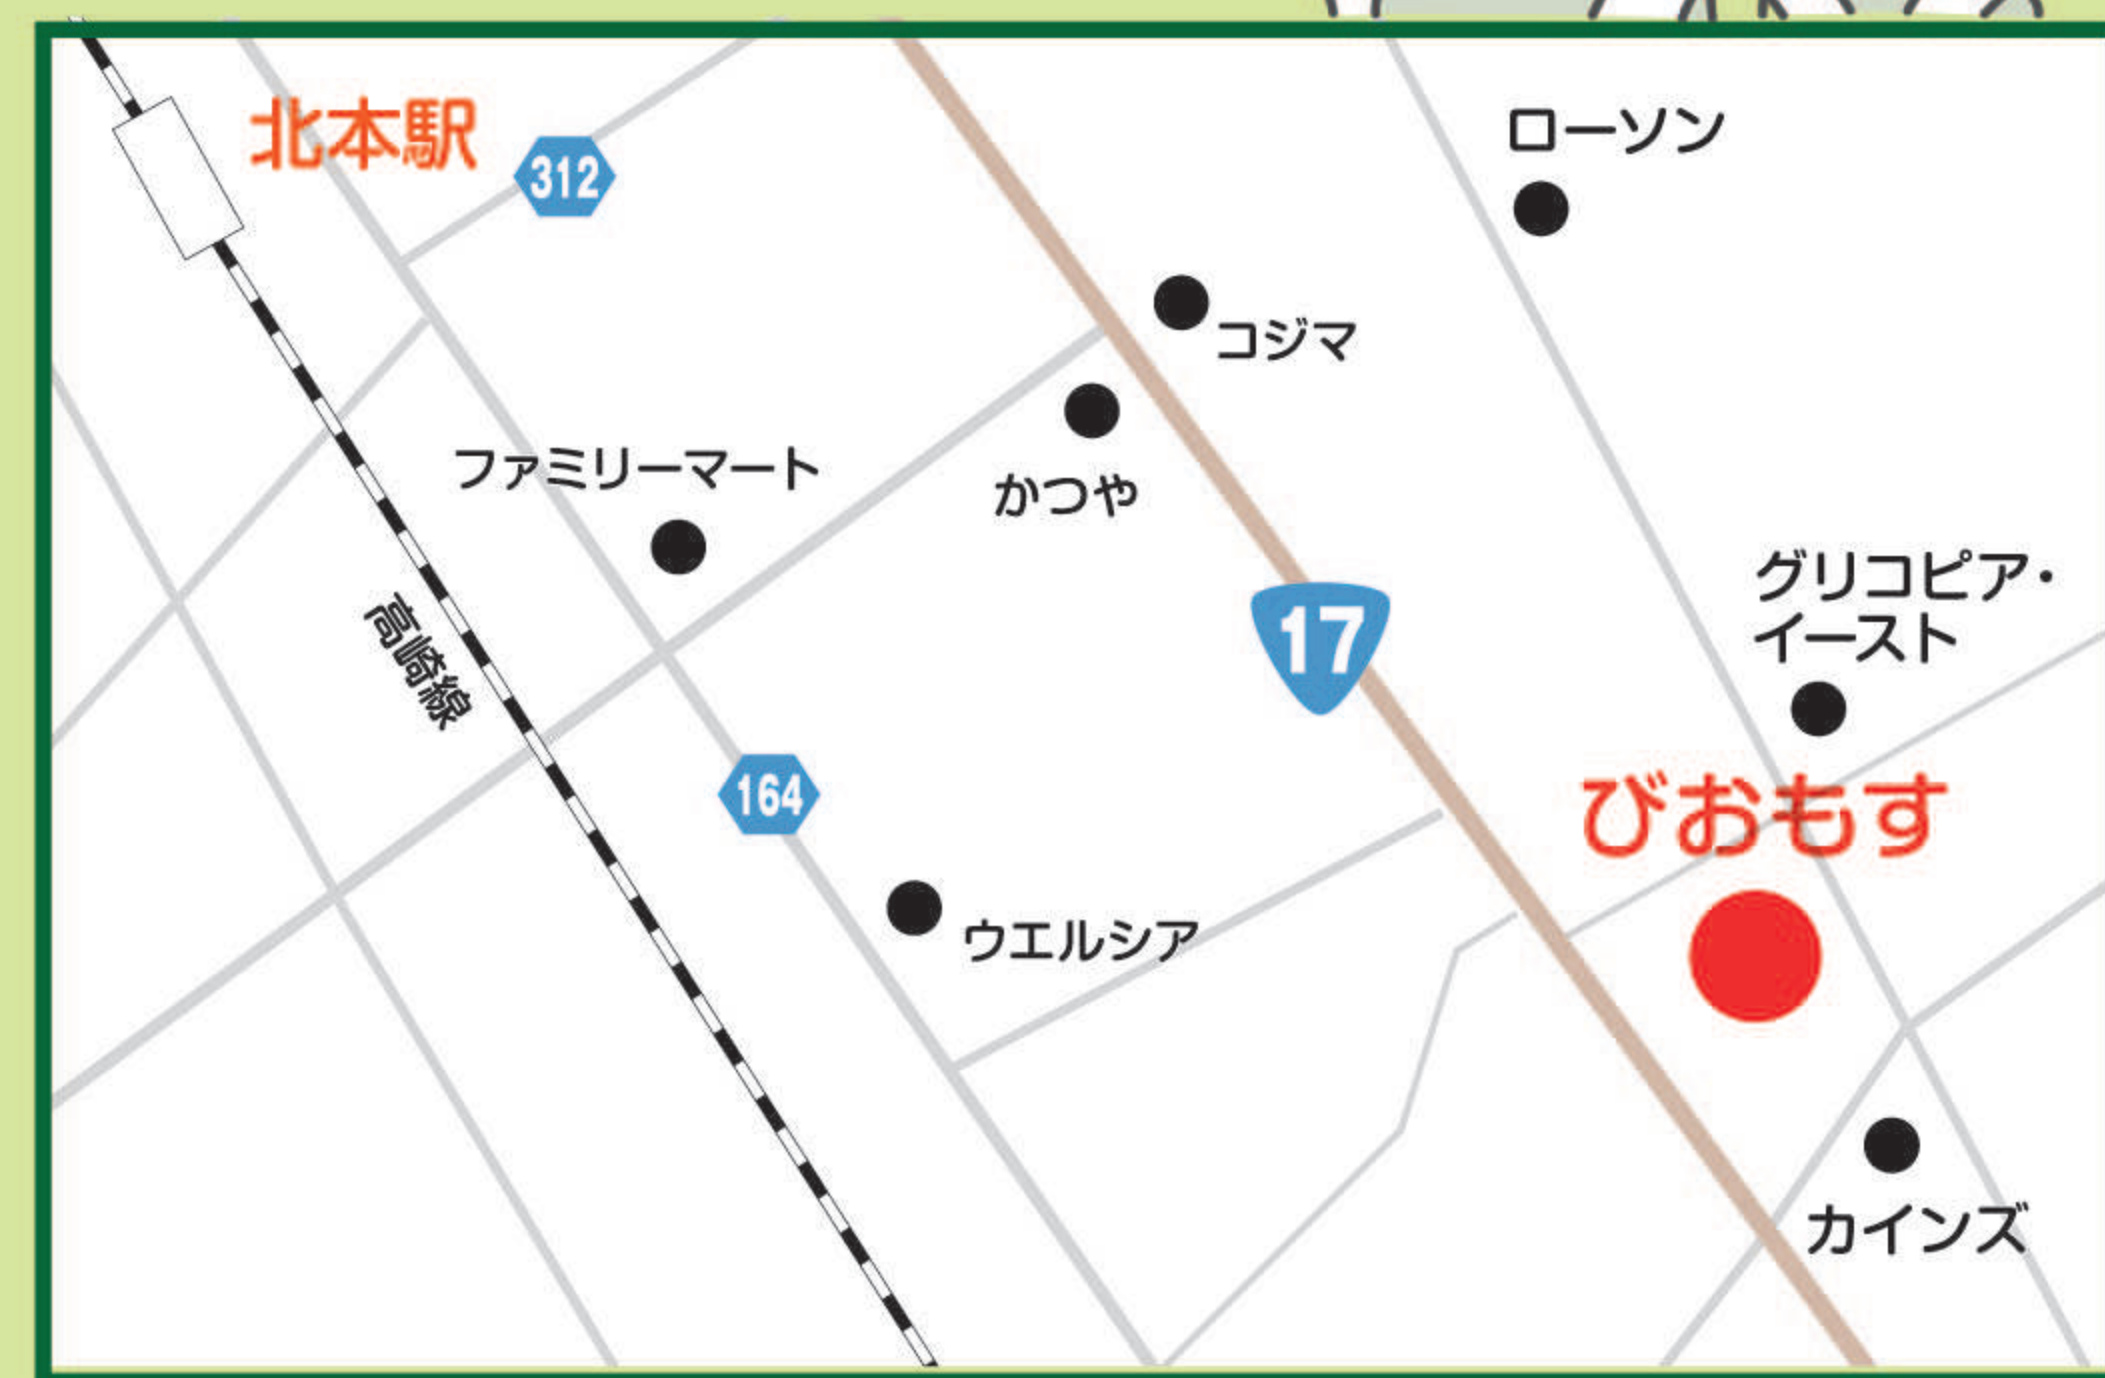 北本駅
312
ローソン
コジマ
ファミリーマート
かつや
高崎線
17
グリコピア・
イースト
164
びおもす
ウエルシア
カインズ